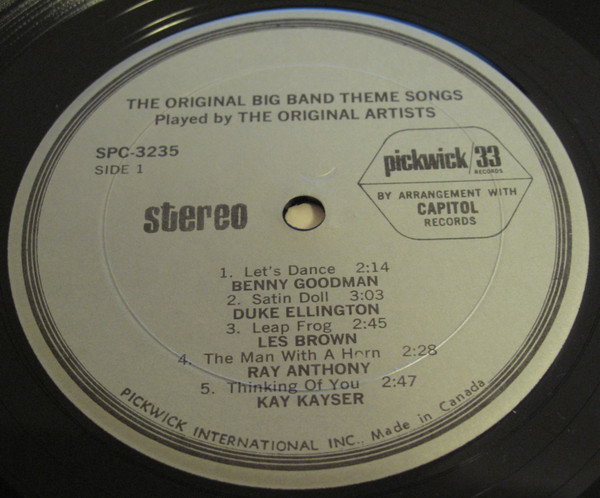 THE ORIGINAL BIG BAND THEME SONGS
Played by THE ORIGINAL ARTISTS
SPC-3235
SIDE 1
pickwick/33
RECORDS
BY ARRANGEMENT WITH
CAPITOL
RECORDS
stereo
1. Let's Dance 2:14
BENNY GOODMAN
2. Satin Doll 3:03
DUKE ELLINGTON
3. Leap Frog 2:45
LES BROWN
4. The Man With A Horn 2:28
RAY ANTHONY
5. Thinking Of You 2:47
KAY KAYSER
PICKWICK INTERNATIONAL INC., Made in Canada